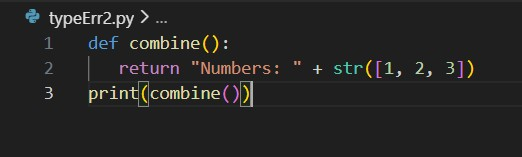 typeErr2.py > ...
1 def combine():
2    return "Numbers: " + str([1, 2, 3])
3 print(combine())